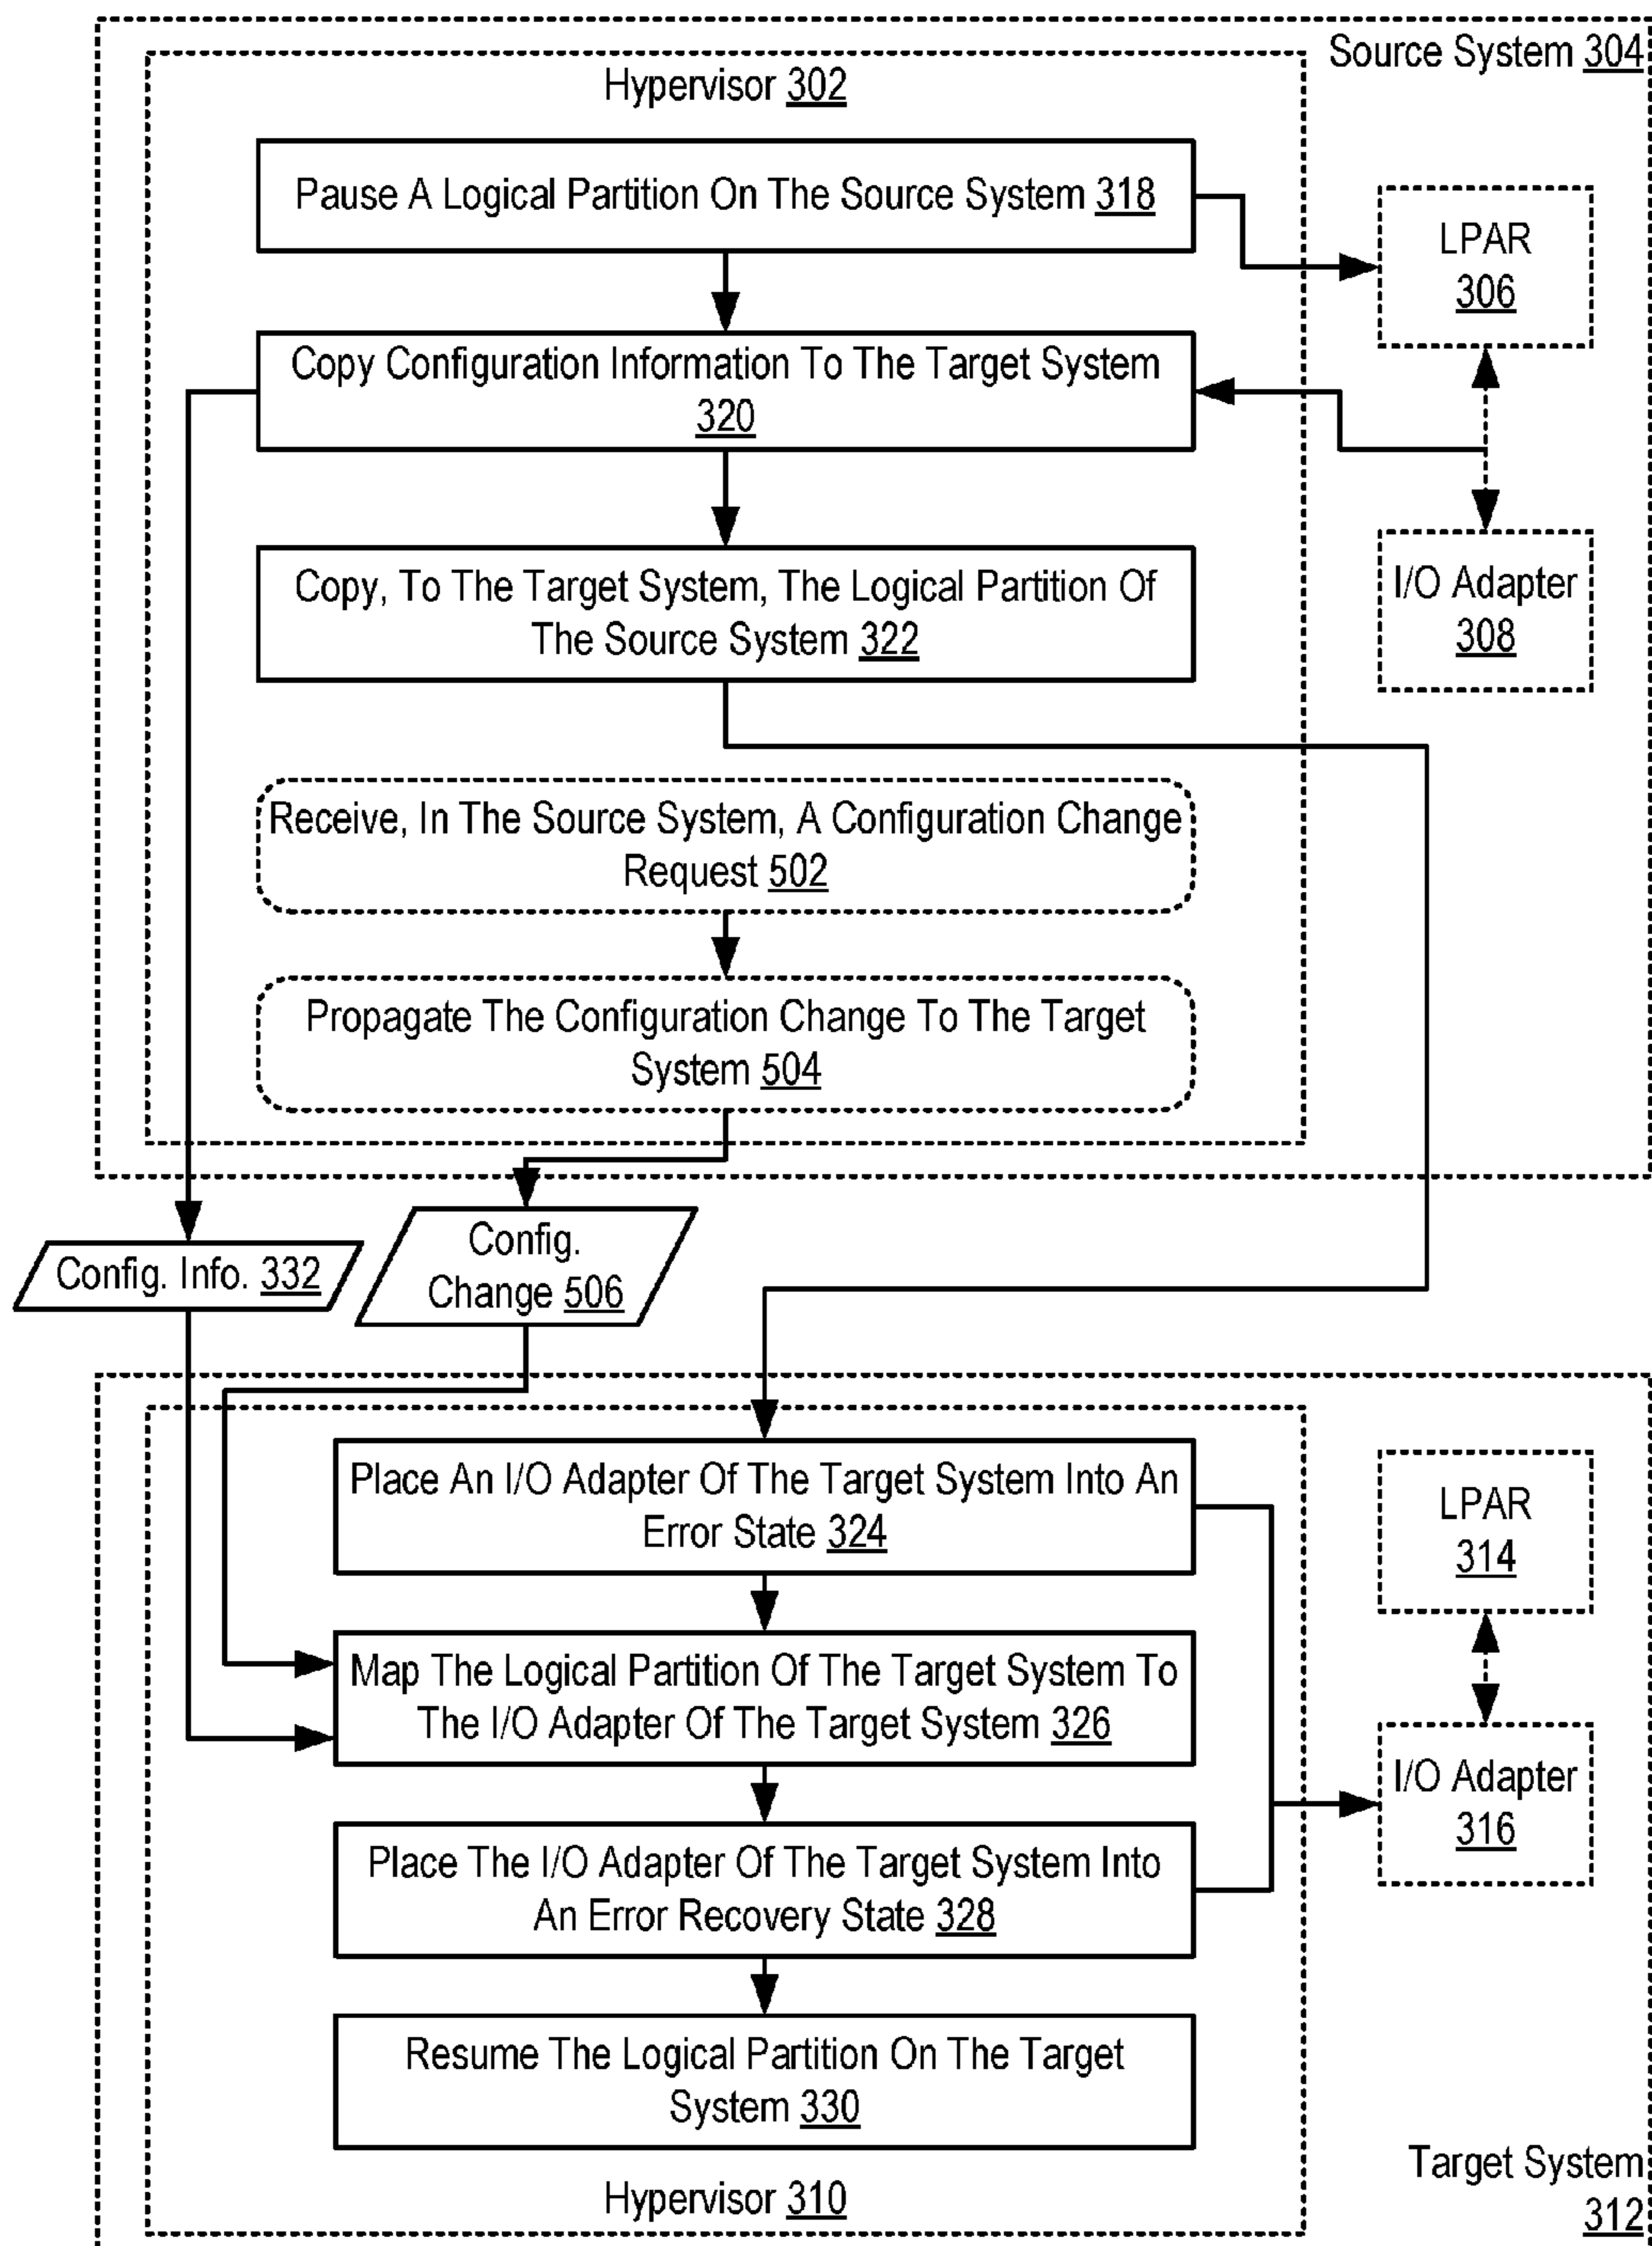 Source System 304
Hypervisor 302
Pause A Logical Partition On The Source System 318
LPAR
306
Copy Configuration Information To The Target System
320
Copy, To The Target System, The Logical Partition Of
The Source System 322
I/O Adapter
308
Receive, In The Source System, A Configuration Change
Request 502
Propagate The Configuration Change To The Target
System 504
Config. Info. 332
Config.
Change 506
Place An I/O Adapter Of The Target System Into An
Error State 324
LPAR
314
Map The Logical Partition Of The Target System To
The I/O Adapter Of The Target System 326
I/O Adapter
316
Place The I/O Adapter Of The Target System Into
An Error Recovery State 328
Resume The Logical Partition On The Target
System 330
Hypervisor 310
Target System
312